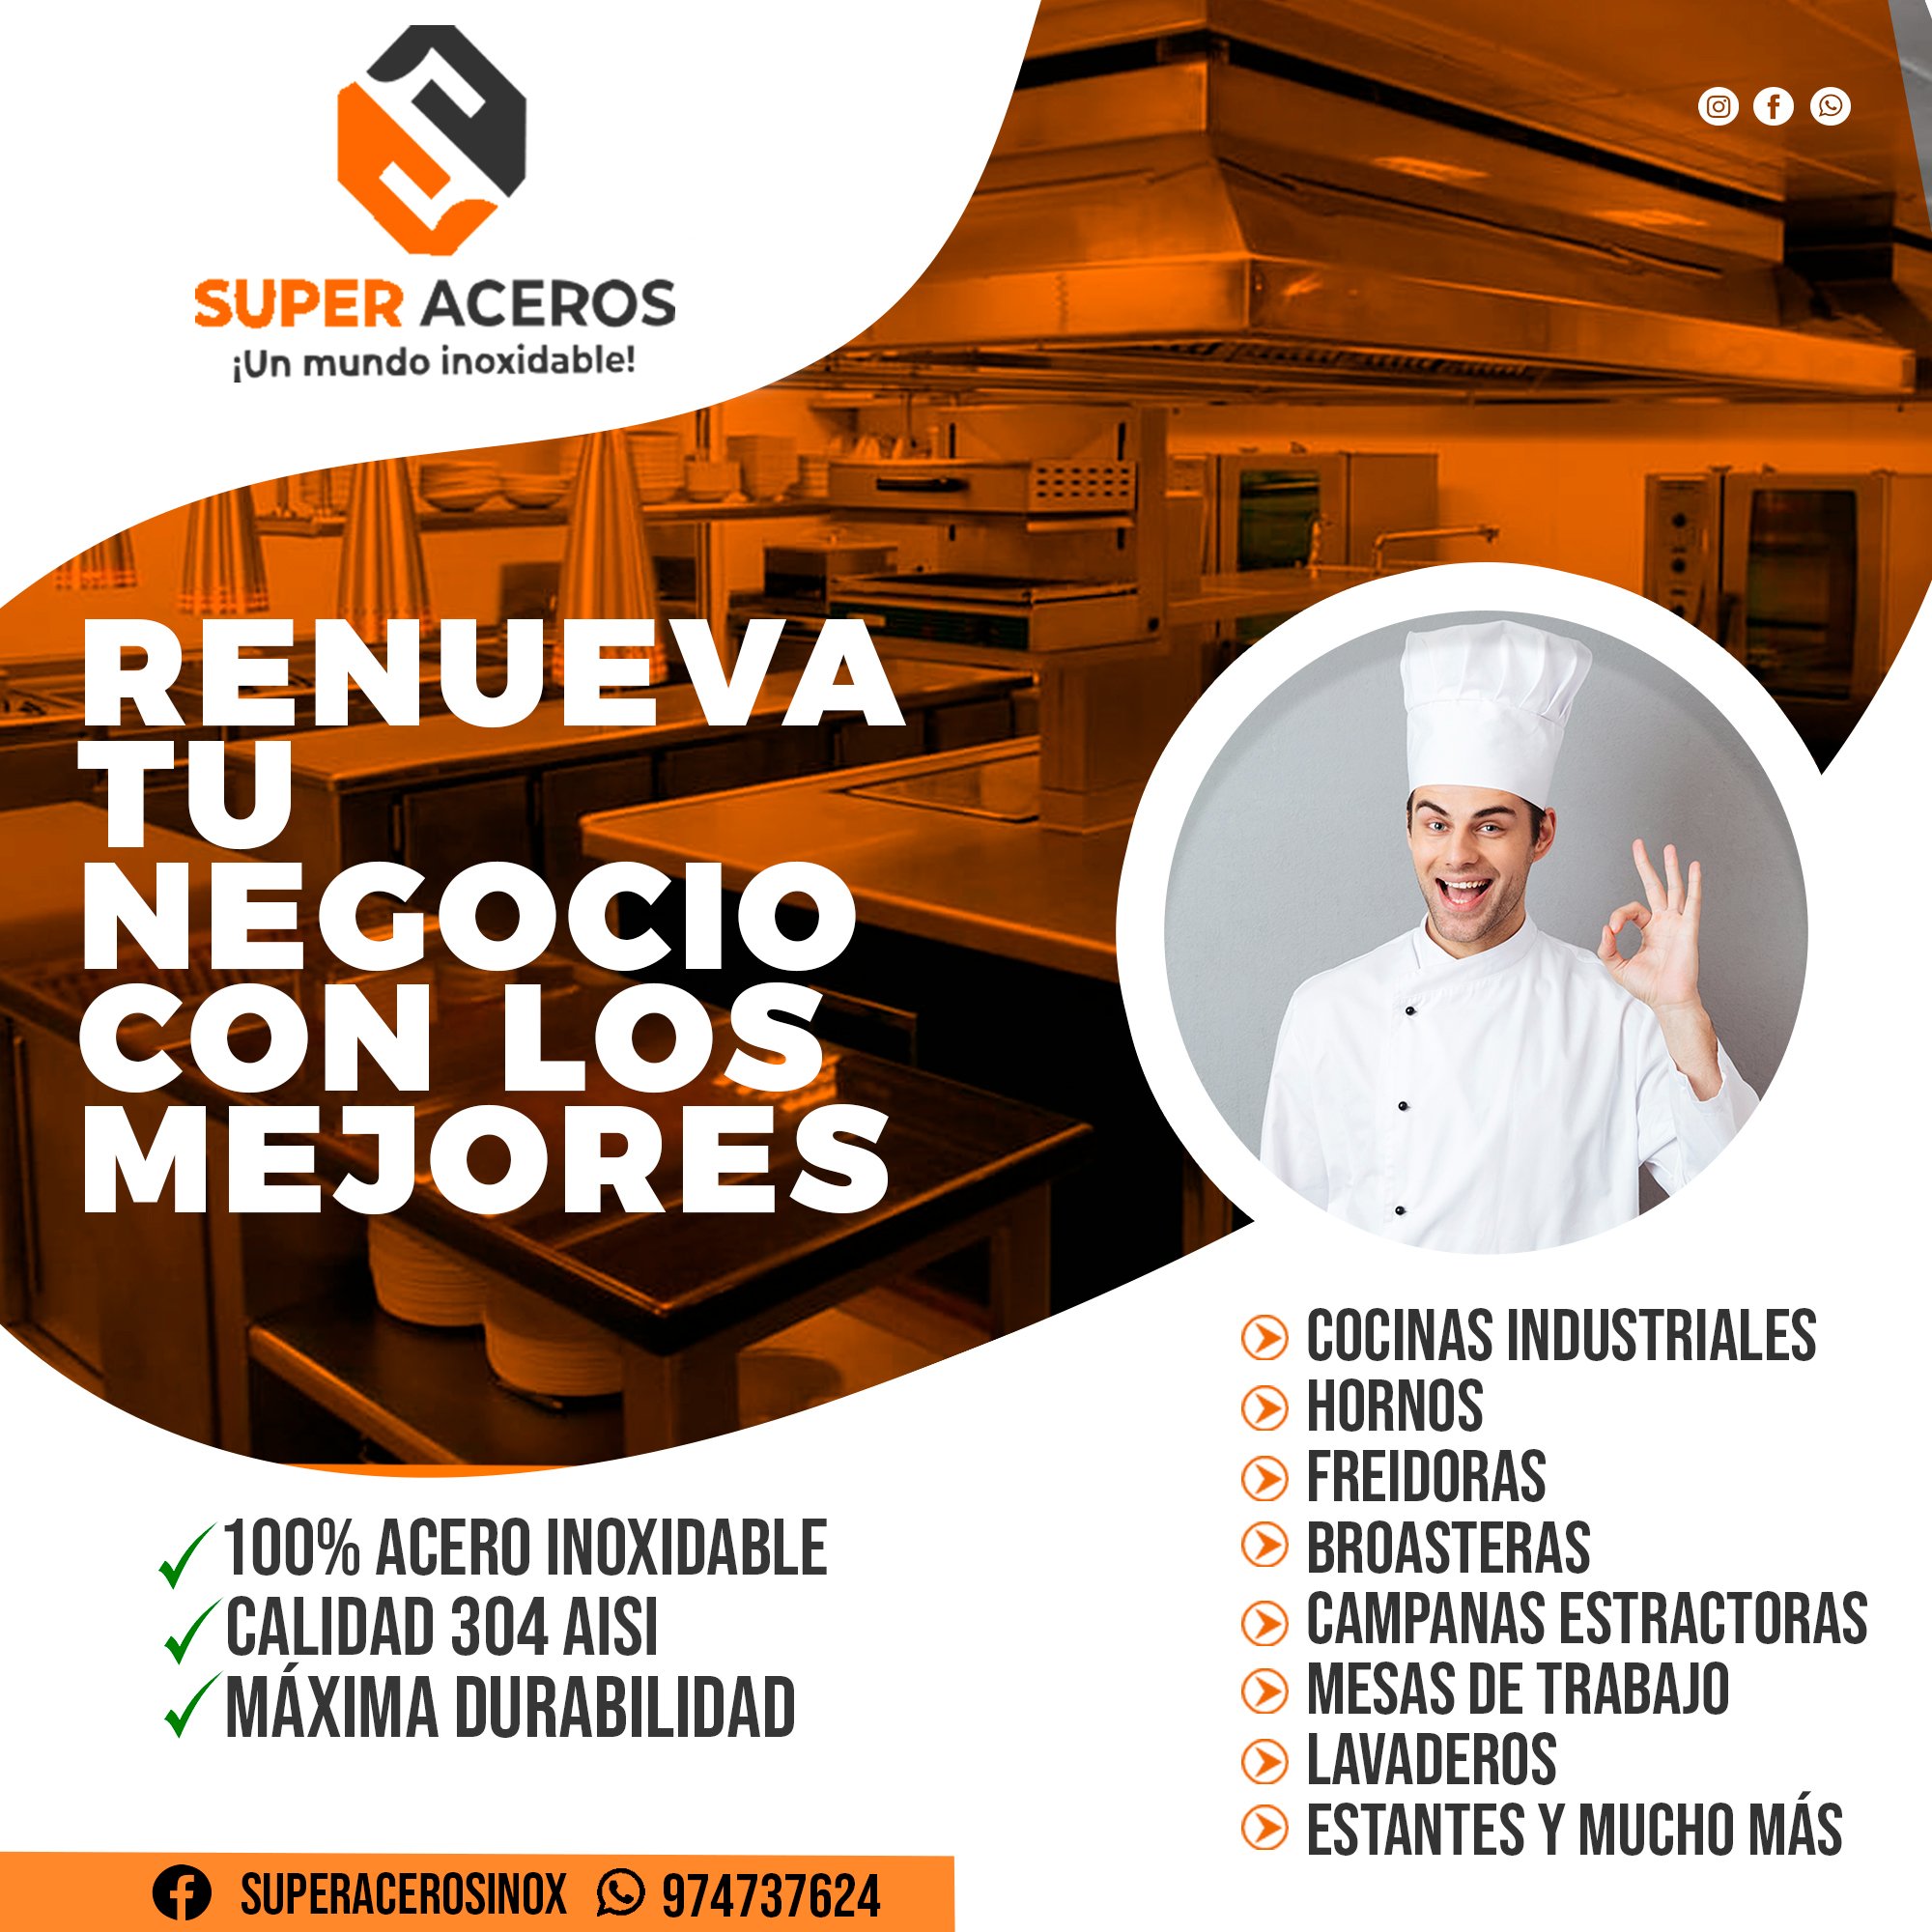 SUPER ACEROS
¡Un mundo inoxidable!
RENUEVA
TU
NEGOCIO
CON LOS
MEJORES
COCINAS INDUSTRIALES
HORNOS
FREIDORAS
BROASTERAS
CAMPANAS ESTRACTORAS
MESAS DE TRABAJO
LAVADEROS
ESTANTES Y MUCHO MÁS
100% ACERO INOXIDABLE
CALIDAD 304 AISI
MÁXIMA DURABILIDAD
SUPERACEROSINOX 974737624